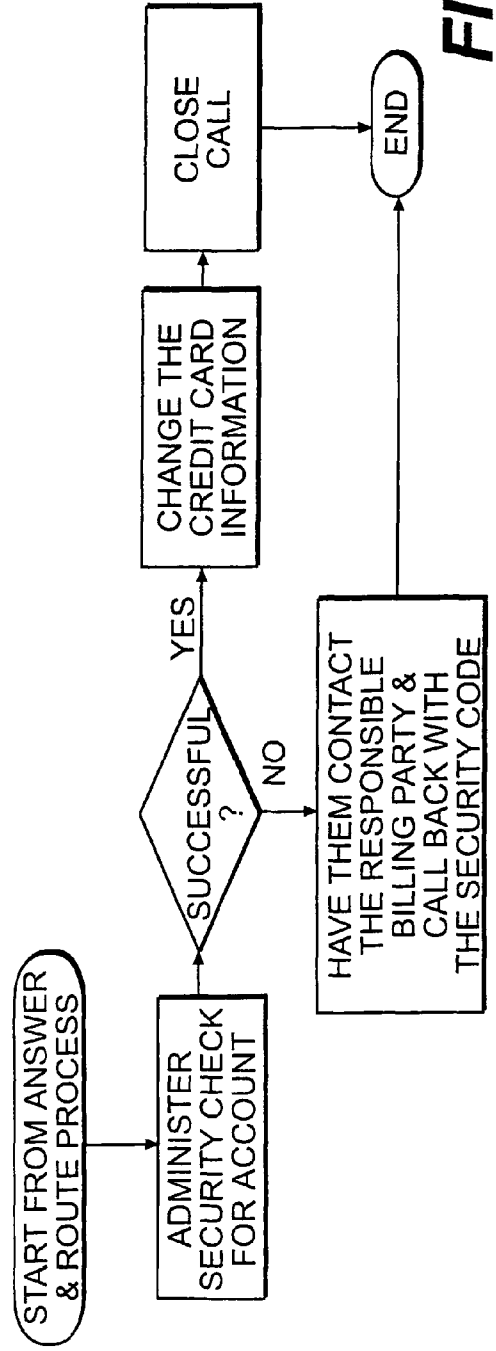 START FROM ANSWER
& ROUTE PROCESS
ADMINISTER
SECURITY CHECK
FOR ACCOUNT
SUCCESSFUL
?
YES
NO
CHANGE THE
CREDIT CARD
INFORMATION
CLOSE
CALL
HAVE THEM CONTACT
THE RESPONSIBLE
BILLING PARTY &
CALL BACK WITH
THE SECURITY CODE
END
FI